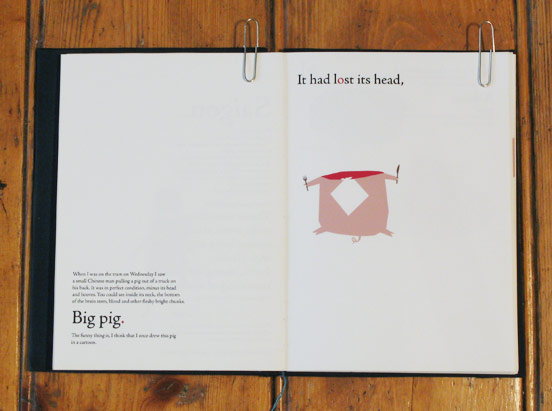 When I was on the tram on Wednesday I saw
a small Chinese man pulling a pig out of a truck on
his back. It was in perfect condition, minus its head
and hooves. You could see inside its neck, the bottom
of the brain stem, blood and other fleshy bright chunks.
Big pig.
The funny thing is, I think that I once drew this pig
in a cartoon.
It had lost its head,